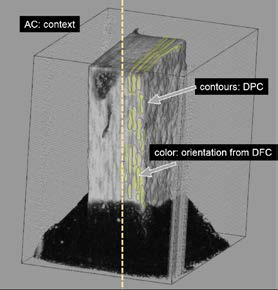 AC: context
contours: DPC
color: orientation from DFC